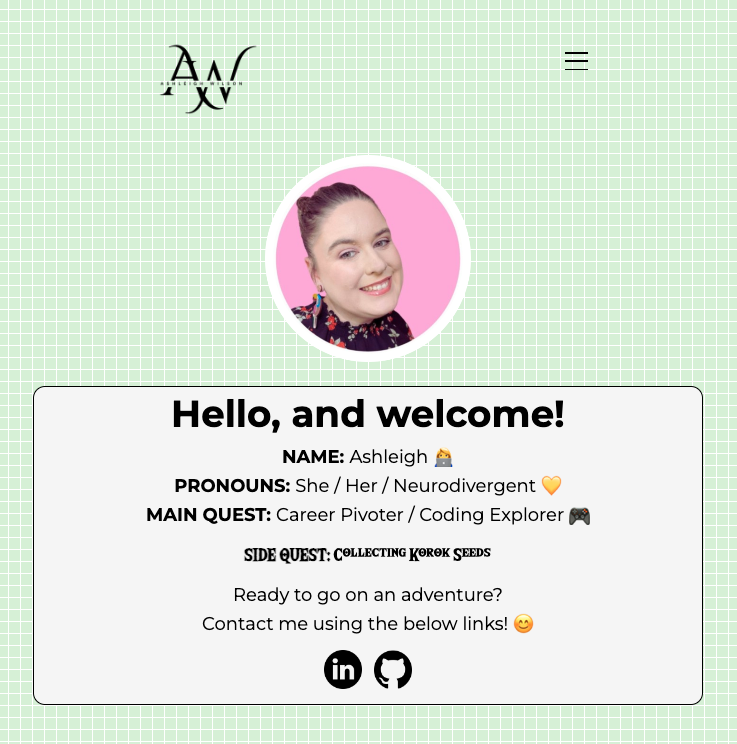 AW
ASHLEIGH WILSON
Hello, and welcome!
NAME: Ashleigh 👩‍💻
PRONOUNS: She / Her / Neurodivergent 💛
MAIN QUEST: Career Pivoter / Coding Explorer 🎮
SIDE QUEST: Collecting Korok Seeds
Ready to go on an adventure?
Contact me using the below links! 😊
in